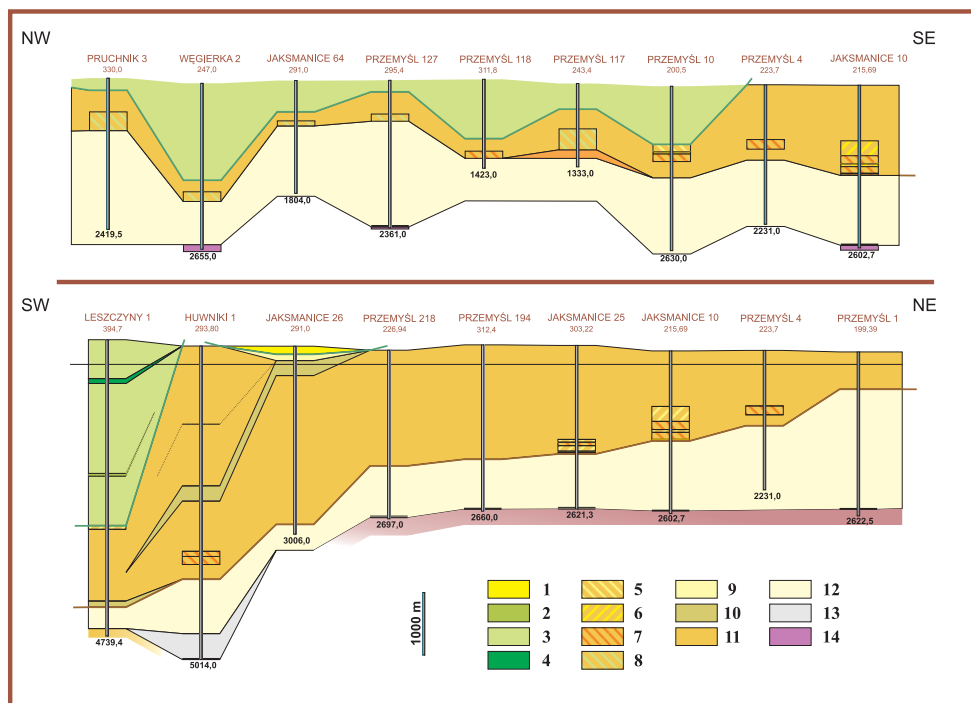 NW
SE
PRUCHNIK 3 WĘGIERKA 2 JAKSMANICE 64 PRZEMYŚL 127 PRZEMYŚL 118 PRZEMYŚL 117 PRZEMYŚL 10 PRZEMYŚL 4 JAKSMANICE 10
330,0 247,0 291,0 295,4 311,8 243,4 200,5 223,7 215,69
2419,5 2655,0 1804,0 2361,0 1423,0 1333,0 2630,0 2231,0 2602,7
SW
NE
LESZCZYNY 1 HUWNIKI 1 JAKSMANICE 26 PRZEMYŚL 218 PRZEMYŚL 194 JAKSMANICE 25 JAKSMANICE 10 PRZEMYŚL 4 PRZEMYŚL 1
394,7 293,80 291,0 226,94 312,4 303,22 215,69 223,7 199,39
4739,4 5014,0 3006,0 2697,0 2660,0 2621,3 2602,7 2231,0 2622,5
1000 m
1 5 9 12
2 6 10 13
3 7 11 14
4 8